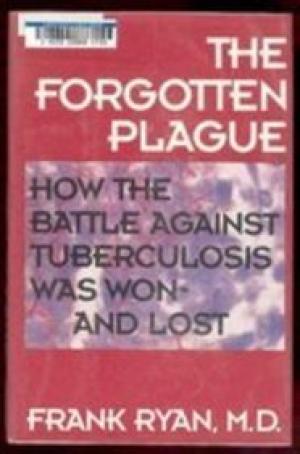 THE
FORGOTTEN
PLAGUE
HOW THE
BATTLE AGAINST
TUBERCULOSIS
WAS WON-
AND LOST
FRANK RYAN, M.D.